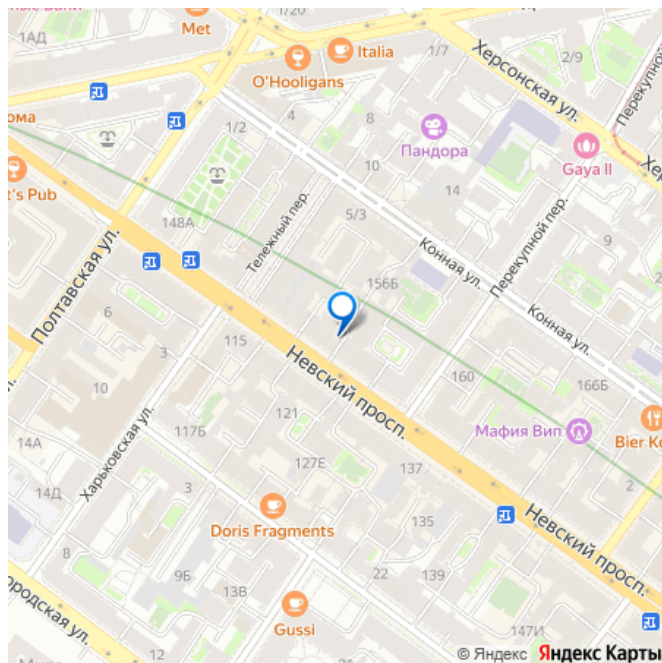 1АД
Met
1/20
Italia
1/7
2/9
O'Hooligans
Херсонская ул.
Перекупной
ома
1/2
4
8
Пандора
Gaya II
Хер
t's Pub
10
14
148А
Тележный пер.
5/3
Конная ул.
Перекупной пер.
9
Полтавская ул.
156Б
6
Конная ул.
115
3
Невский просп.
160
166Б
10
121
Мафия Вип
Bier Ko
14А
Харьковская ул.
117Б
127Е
137
14Д
3
2
Doris Fragments
135
Невский просп.
8
9Б
22
139
13В
ородская ул.
Gussi
147И
12
© Яндекс Яндекс Карты